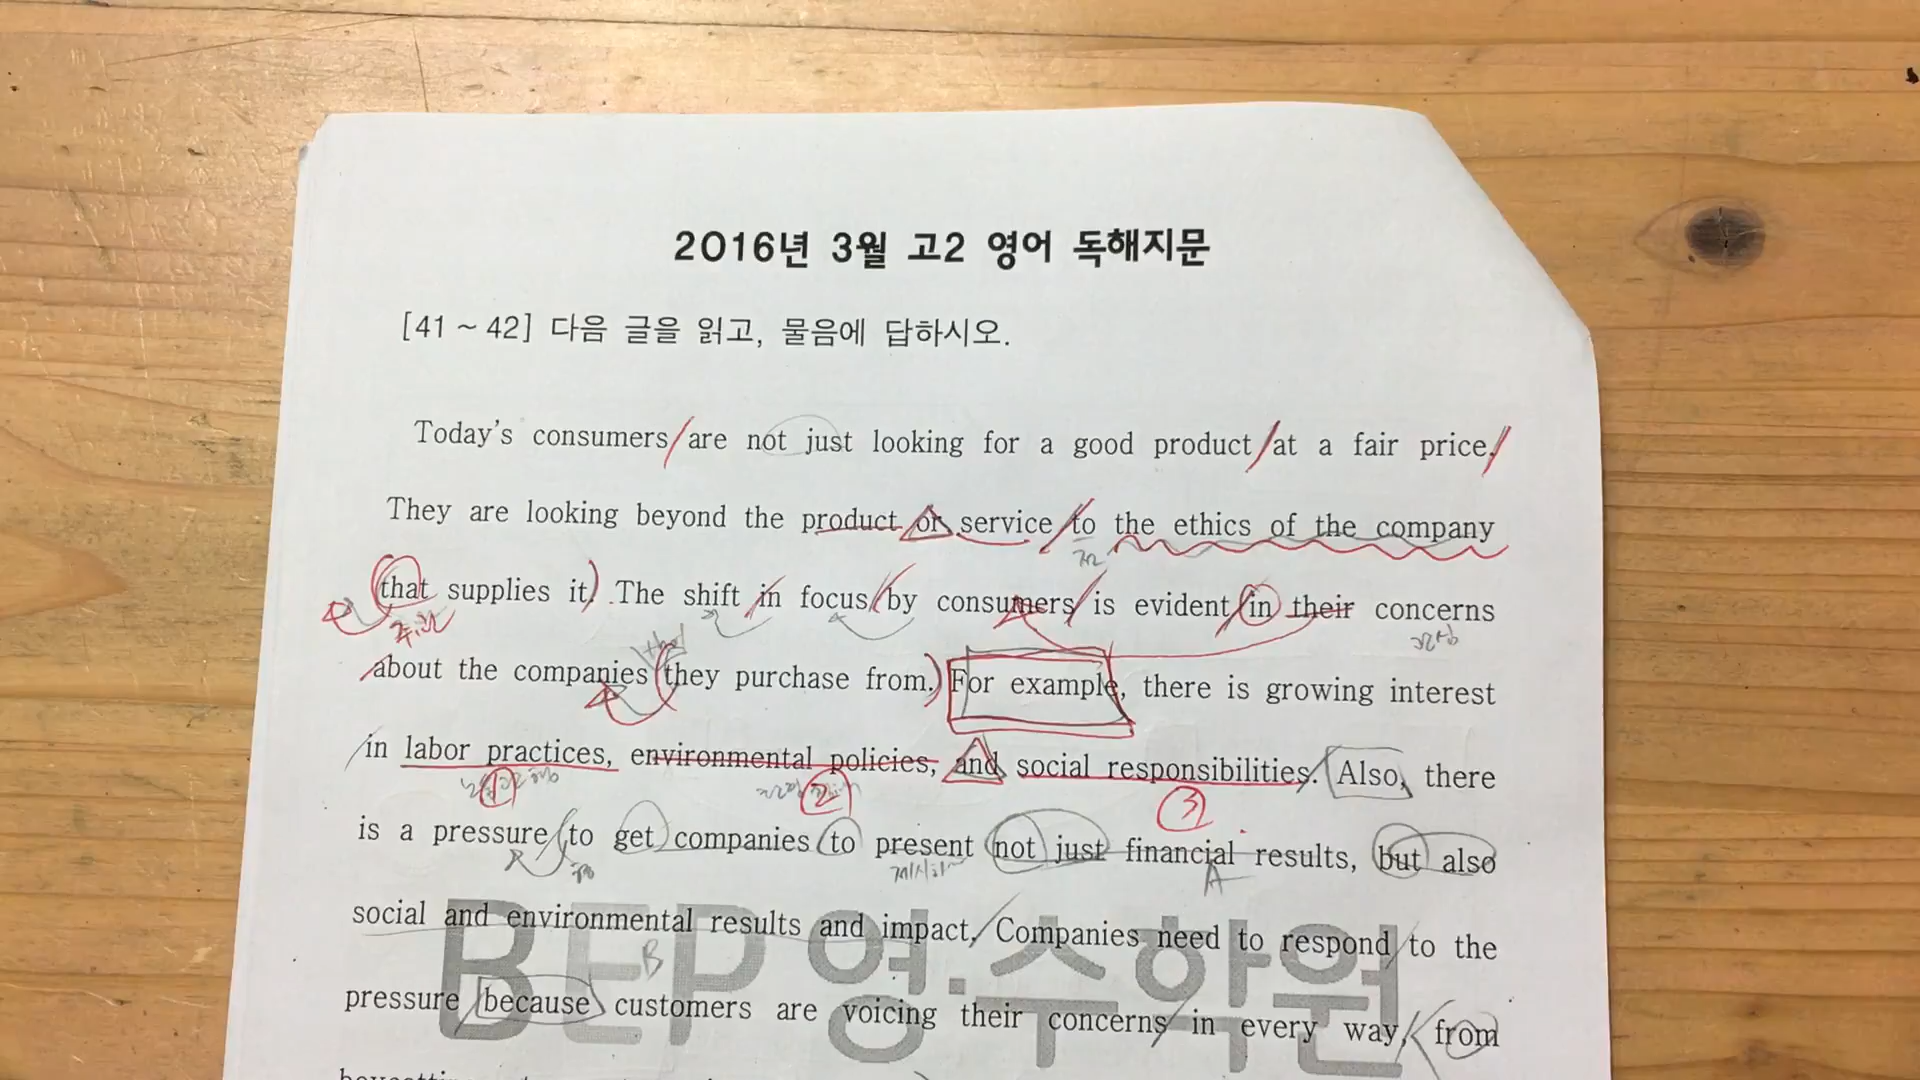 2016년 3월 고2 영어 독해지문
[41 ~ 42] 다음 글을 읽고, 물음에 답하시오.
Today's consumers are not just looking for a good product at a fair price.
They are looking beyond the product or service to the ethics of the company
that supplies it. The shift in focus by consumers is evident in their concerns
about the companies they purchase from. For example, there is growing interest
in labor practices, environmental policies, and social responsibilities. Also, there
1 2 3
is a pressure to get companies to present not just financial results, but also
제시하다 A
social and environmental results and impact. Companies need to respond to the
B
BEP 영·수학원
pressure because customers are voicing their concerns in every way, from